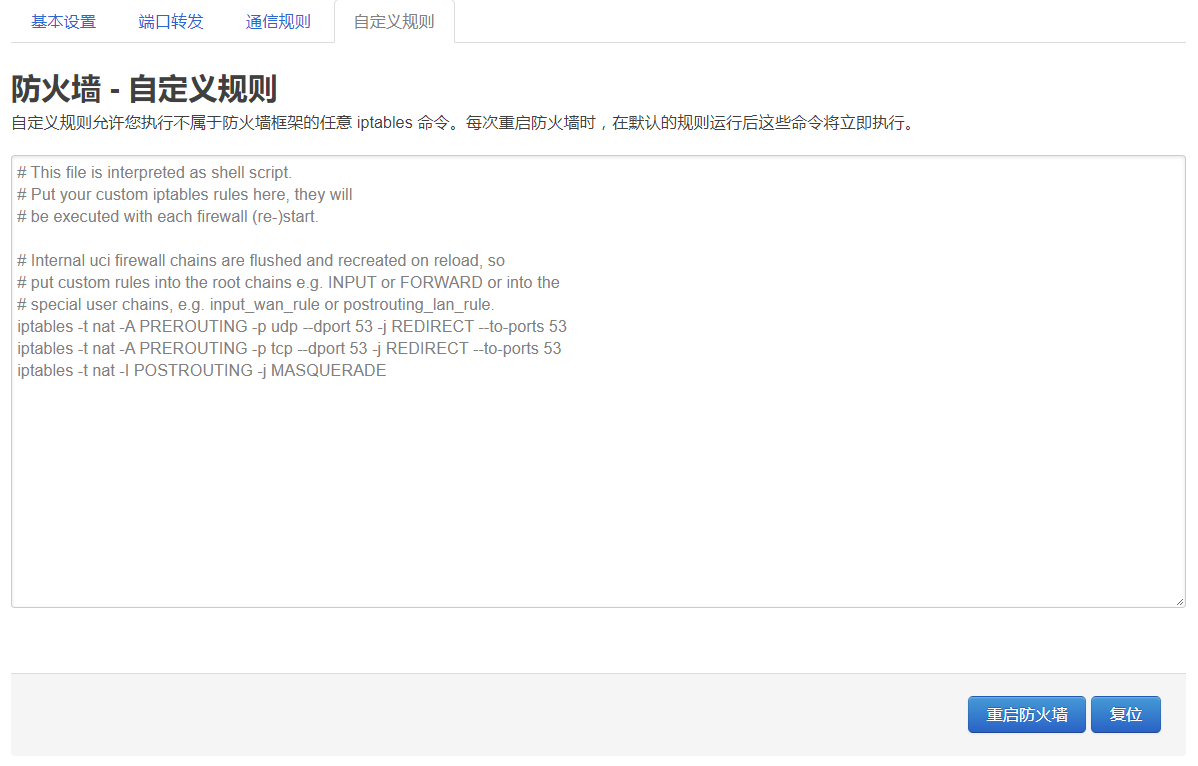 基本设置 端口转发 通信规则 自定义规则
防火墙 - 自定义规则
自定义规则允许您执行不属于防火墙框架的任意 iptables 命令。每次重启防火墙时，在默认的规则运行后这些命令将立即执行。
# This file is interpreted as shell script.
# Put your custom iptables rules here, they will
# be executed with each firewall (re-)start.
# Internal uci firewall chains are flushed and recreated on reload, so
# put custom rules into the root chains e.g. INPUT or FORWARD or into the
# special user chains, e.g. input_wan_rule or postrouting_lan_rule.
iptables -t nat -A PREROUTING -p udp --dport 53 -j REDIRECT --to-ports 53
iptables -t nat -A PREROUTING -p tcp --dport 53 -j REDIRECT --to-ports 53
iptables -t nat -I POSTROUTING -j MASQUERADE
重启防火墙 复位